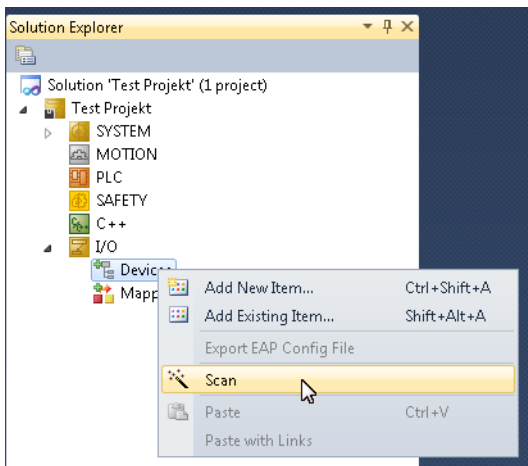 Solution Explorer
Solution 'Test Projekt' (1 project)
Test Projekt
SYSTEM
MOTION
PLC
SAFETY
C++
I/O
Devices
Mapp
Add New Item... Ctrl+Shift+A
Add Existing Item... Shift+Alt+A
Export EAP Config File
Scan
Paste Ctrl+V
Paste with Links